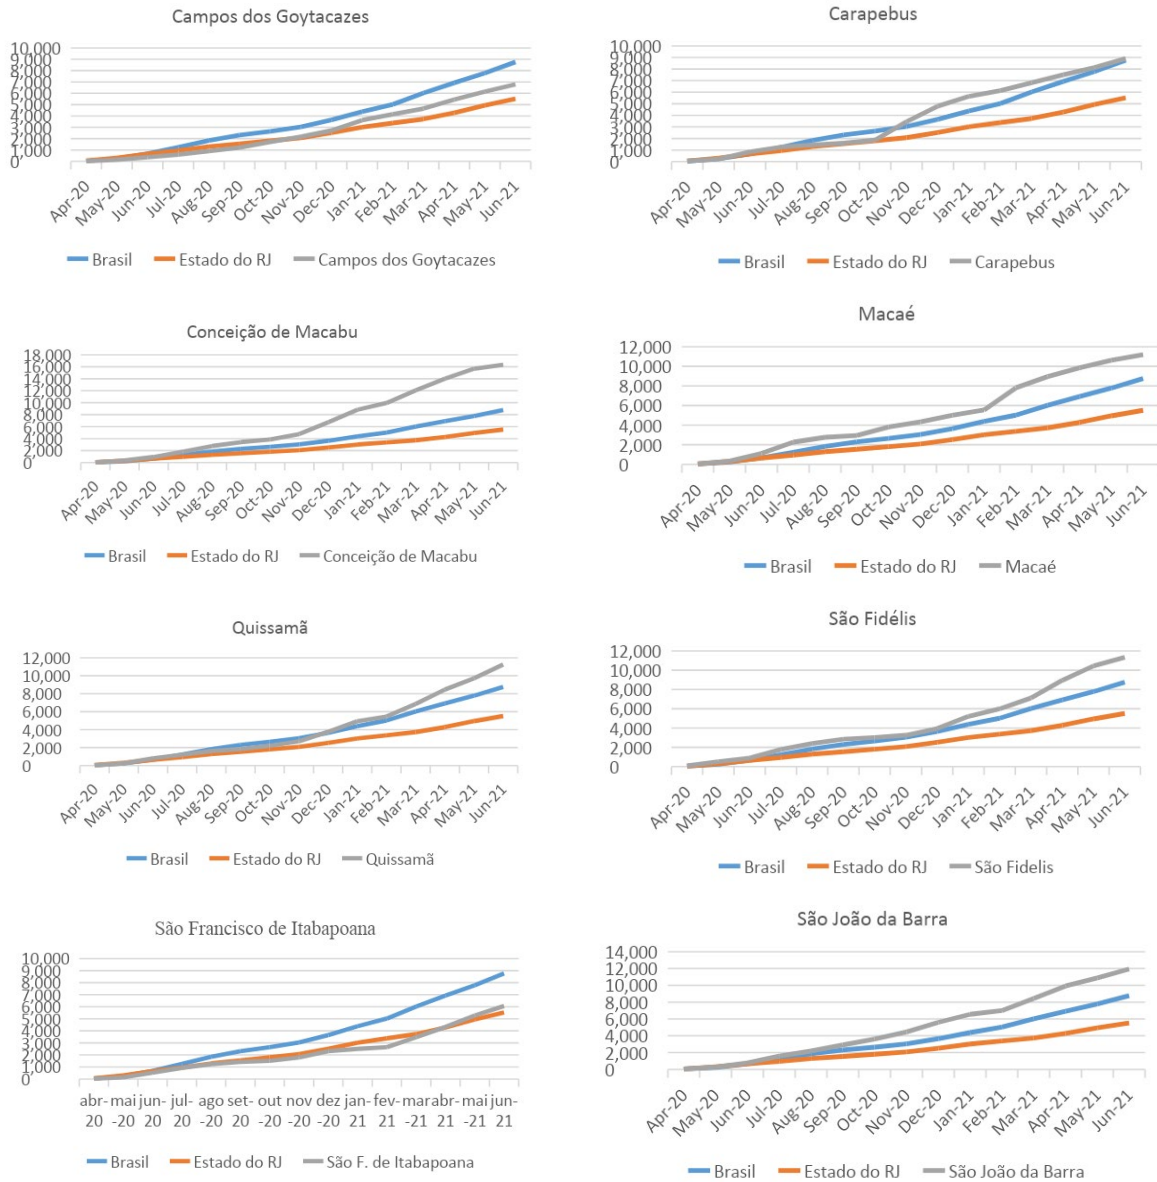 Campos dos Goytacazes
10,000
9,000
8,000
7,000
6,000
5,000
4,000
3,000
2,000
1,000
0
Apr-20 May-20 Jun-20 Jul-20 Aug-20 Sep-20 Oct-20 Nov-20 Dec-20 Jan-21 Feb-21 Mar-21 Apr-21 May-21 Jun-21
Brasil Estado do RJ Campos dos Goytacazes
Carapebus
10,000
9,000
8,000
7,000
6,000
5,000
4,000
3,000
2,000
1,000
0
Apr-20 May-20 Jun-20 Jul-20 Aug-20 Sep-20 Oct-20 Nov-20 Dec-20 Jan-21 Feb-21 Mar-21 Apr-21 May-21 Jun-21
Brasil Estado do RJ Carapebus
Conceição de Macabu
18,000
16,000
14,000
12,000
10,000
8,000
6,000
4,000
2,000
0
Apr-20 May-20 Jun-20 Jul-20 Aug-20 Sep-20 Oct-20 Nov-20 Dec-20 Jan-21 Feb-21 Mar-21 Apr-21 May-21 Jun-21
Brasil Estado do RJ Conceição de Macabu
Macaé
12,000
10,000
8,000
6,000
4,000
2,000
0
Apr-20 May-20 Jun-20 Jul-20 Aug-20 Sep-20 Oct-20 Nov-20 Dec-20 Jan-21 Feb-21 Mar-21 Apr-21 May-21 Jun-21
Brasil Estado do RJ Macaé
Quissamã
12,000
10,000
8,000
6,000
4,000
2,000
0
Apr-20 May-20 Jun-20 Jul-20 Aug-20 Sep-20 Oct-20 Nov-20 Dec-20 Jan-21 Feb-21 Mar-21 Apr-21 May-21 Jun-21
Brasil Estado do RJ Quissamã
São Fidélis
12,000
10,000
8,000
6,000
4,000
2,000
0
Apr-20 May-20 Jun-20 Jul-20 Aug-20 Sep-20 Oct-20 Nov-20 Dec-20 Jan-21 Feb-21 Mar-21 Apr-21 May-21 Jun-21
Brasil Estado do RJ São Fidelis
São Francisco de Itabapoana
10,000
9,000
8,000
7,000
6,000
5,000
4,000
3,000
2,000
1,000
0
abr- mai jun- jul- ago set- out nov dez jan- fev- mar abr- mai jun-
20 -20 20 20 -20 20 -20 -20 -20 21 21 -21 21 -21 21
Brasil Estado do RJ São F. de Itabapoana
São João da Barra
14,000
12,000
10,000
8,000
6,000
4,000
2,000
0
Apr-20 May-20 Jun-20 Jul-20 Aug-20 Sep-20 Oct-20 Nov-20 Dec-20 Jan-21 Feb-21 Mar-21 Apr-21 May-21 Jun-21
Brasil Estado do RJ São João da Barra